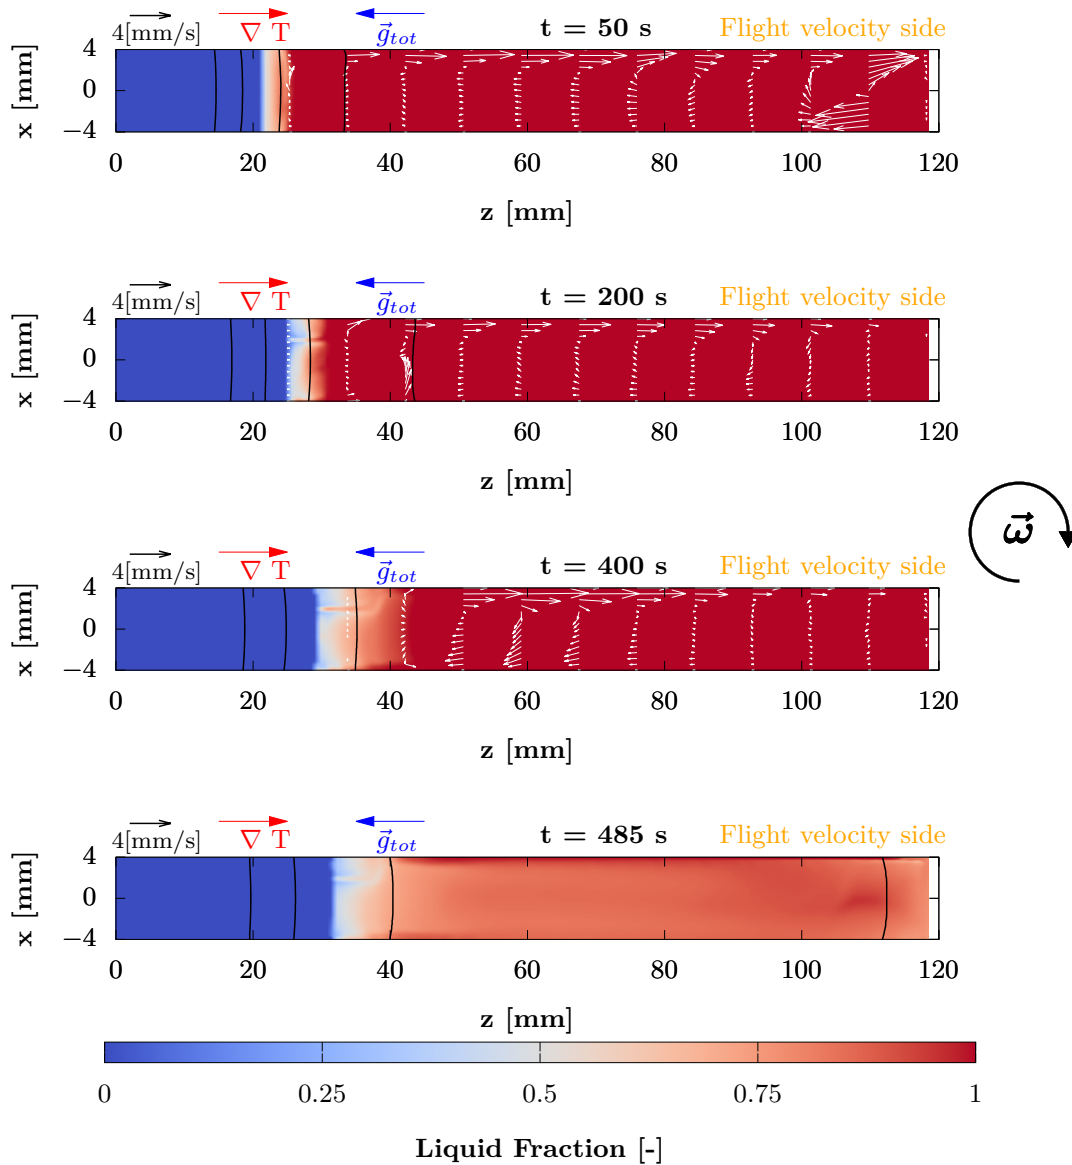 4[mm/s] ∇ T g⃗tot t = 50 s Flight velocity side
x [mm]
4
0
−4
0 20 40 60 80 100 120
z [mm]
4[mm/s] ∇ T g⃗tot t = 200 s Flight velocity side
x [mm]
4
0
−4
0 20 40 60 80 100 120
z [mm]
ω⃗
4[mm/s] ∇ T g⃗tot t = 400 s Flight velocity side
x [mm]
4
0
−4
0 20 40 60 80 100 120
z [mm]
4[mm/s] ∇ T g⃗tot t = 485 s Flight velocity side
x [mm]
4
0
−4
0 20 40 60 80 100 120
z [mm]
0 0.25 0.5 0.75 1
Liquid Fraction [-]